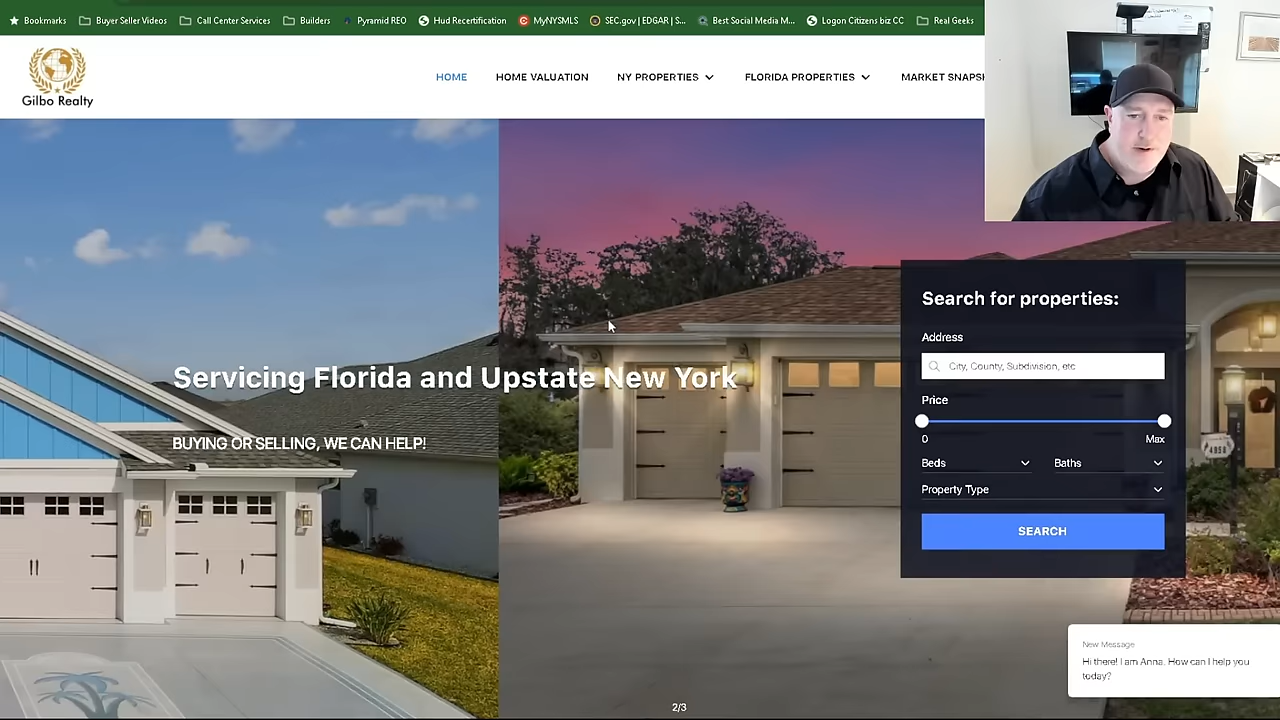 Bookmarks Buyer Seller Videos Call Center Services Builders Pyramid REO Hud Recertification MyNYSMLS SEC.gov | EDGAR | S... Best Social Media M... Logon Citizens biz CC Real Geeks
Gilbo Realty
HOME HOME VALUATION NY PROPERTIES FLORIDA PROPERTIES MARKET SNAPSH
Search for properties:
Address
City, County, Subdivision, etc
Servicing Florida and Upstate New York
Price
0 Max
BUYING OR SELLING, WE CAN HELP!
Beds Baths
Property Type
SEARCH
4958
New Message
Hi there! I am Anna. How can I help you
today?
2/3